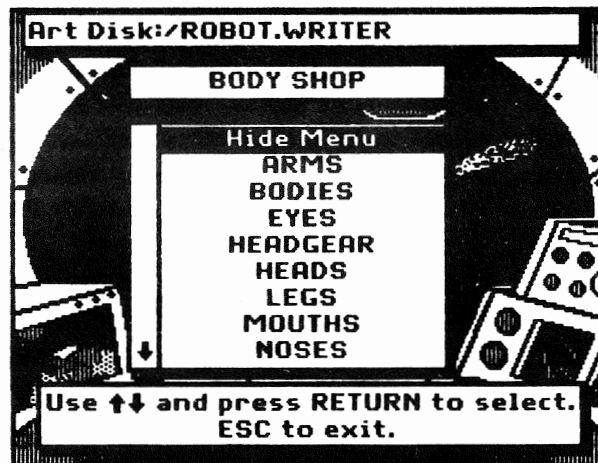 Art Disk:/ROBOT.WRITER
BODY SHOP
Hide Menu
ARMS
BODIES
EYES
HEADGEAR
HEADS
LEGS
MOUTHS
NOSES
Use ↑↓ and press RETURN to select.
ESC to exit.